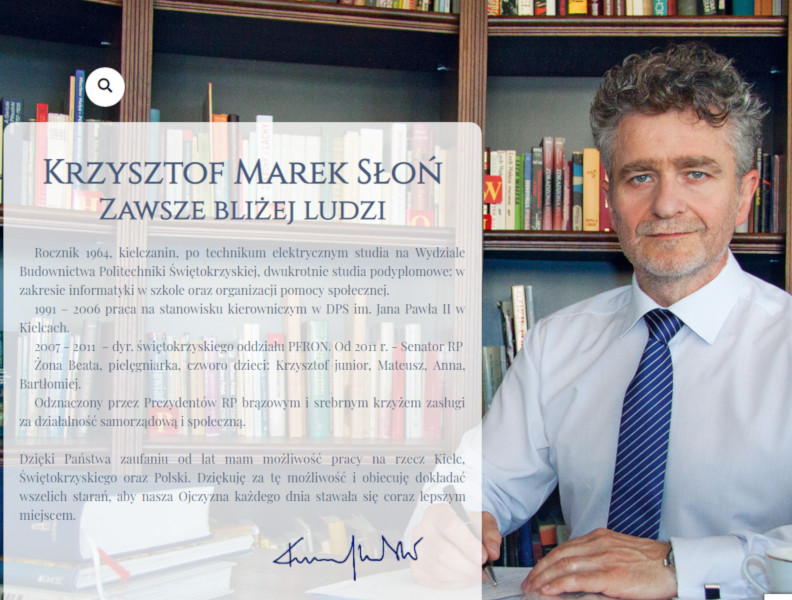 Krzysztof Marek Słoń
Zawsze bliżej ludzi
Rocznik 1964, kielczanin, po technikum elektrycznym studia na Wydziale
Budownictwa Politechniki Świętokrzyskiej, dwukrotnie studia podyplomowe: w
zakresie informatyki w szkole oraz organizacji pomocy społecznej.
1991 – 2006 praca na stanowisku kierowniczym w DPS im. Jana Pawła II w
Kielcach.
2007 - 2011 – dyr. świętokrzyskiego oddziału PFRON. Od 2011 r. - Senator RP
Żona Beata, pielęgniarka, czworo dzieci: Krzysztof junior, Mateusz, Anna,
Bartłomiej.
Odznaczony przez Prezydentów RP brązowym i srebrnym krzyżem zasługi
za działalność samorządową i społeczną.
Dzięki Państwa zaufaniu od lat mam możliwość pracy na rzecz Kielc,
Świętokrzyskiego oraz Polski. Dziękuję za tę możliwość i obiecuję dokładać
wszelich starań, aby nasza Ojczyzna każdego dnia stawała się coraz lepszym
miejscem.